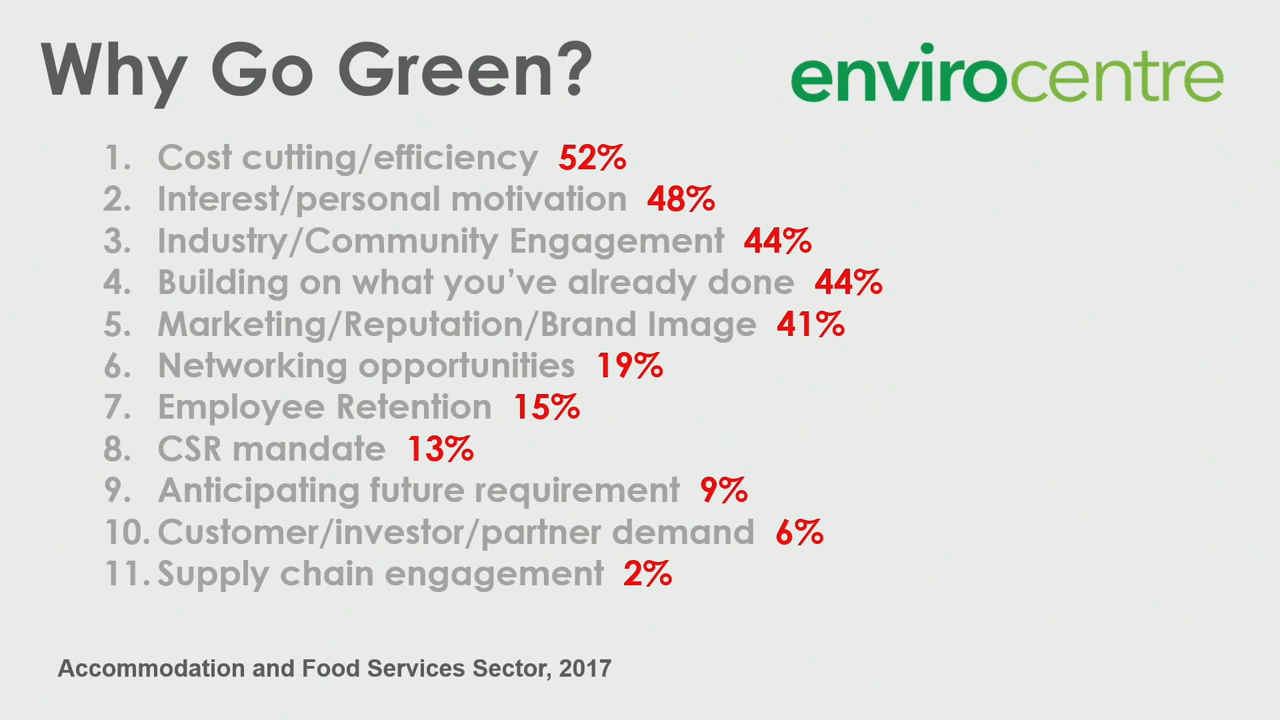 Why Go Green?
envirocentre
1. Cost cutting/efficiency 52%
2. Interest/personal motivation 48%
3. Industry/Community Engagement 44%
4. Building on what you’ve already done 44%
5. Marketing/Reputation/Brand Image 41%
6. Networking opportunities 19%
7. Employee Retention 15%
8. CSR mandate 13%
9. Anticipating future requirement 9%
10. Customer/investor/partner demand 6%
11. Supply chain engagement 2%
Accommodation and Food Services Sector, 2017